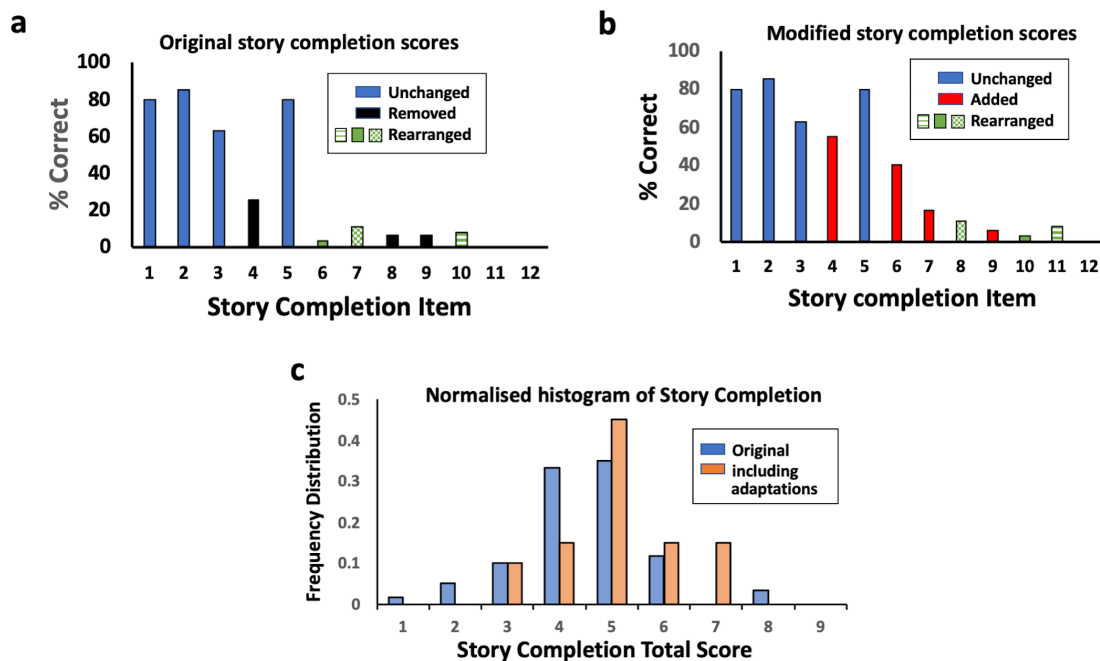 a
Original story completion scores
% Correct
100
80
60
40
20
0
Unchanged
Removed
Rearranged
1 2 3 4 5 6 7 8 9 10 11 12
Story Completion Item
b
Modified story completion scores
% Correct
100
80
60
40
20
0
Unchanged
Added
Rearranged
1 2 3 4 5 6 7 8 9 10 11 12
Story completion Item
c
Normalised histogram of Story Completion
Frequency Distribution
0.5
0.4
0.3
0.2
0.1
0
Original
including
adaptations
1 2 3 4 5 6 7 8 9
Story Completion Total Score